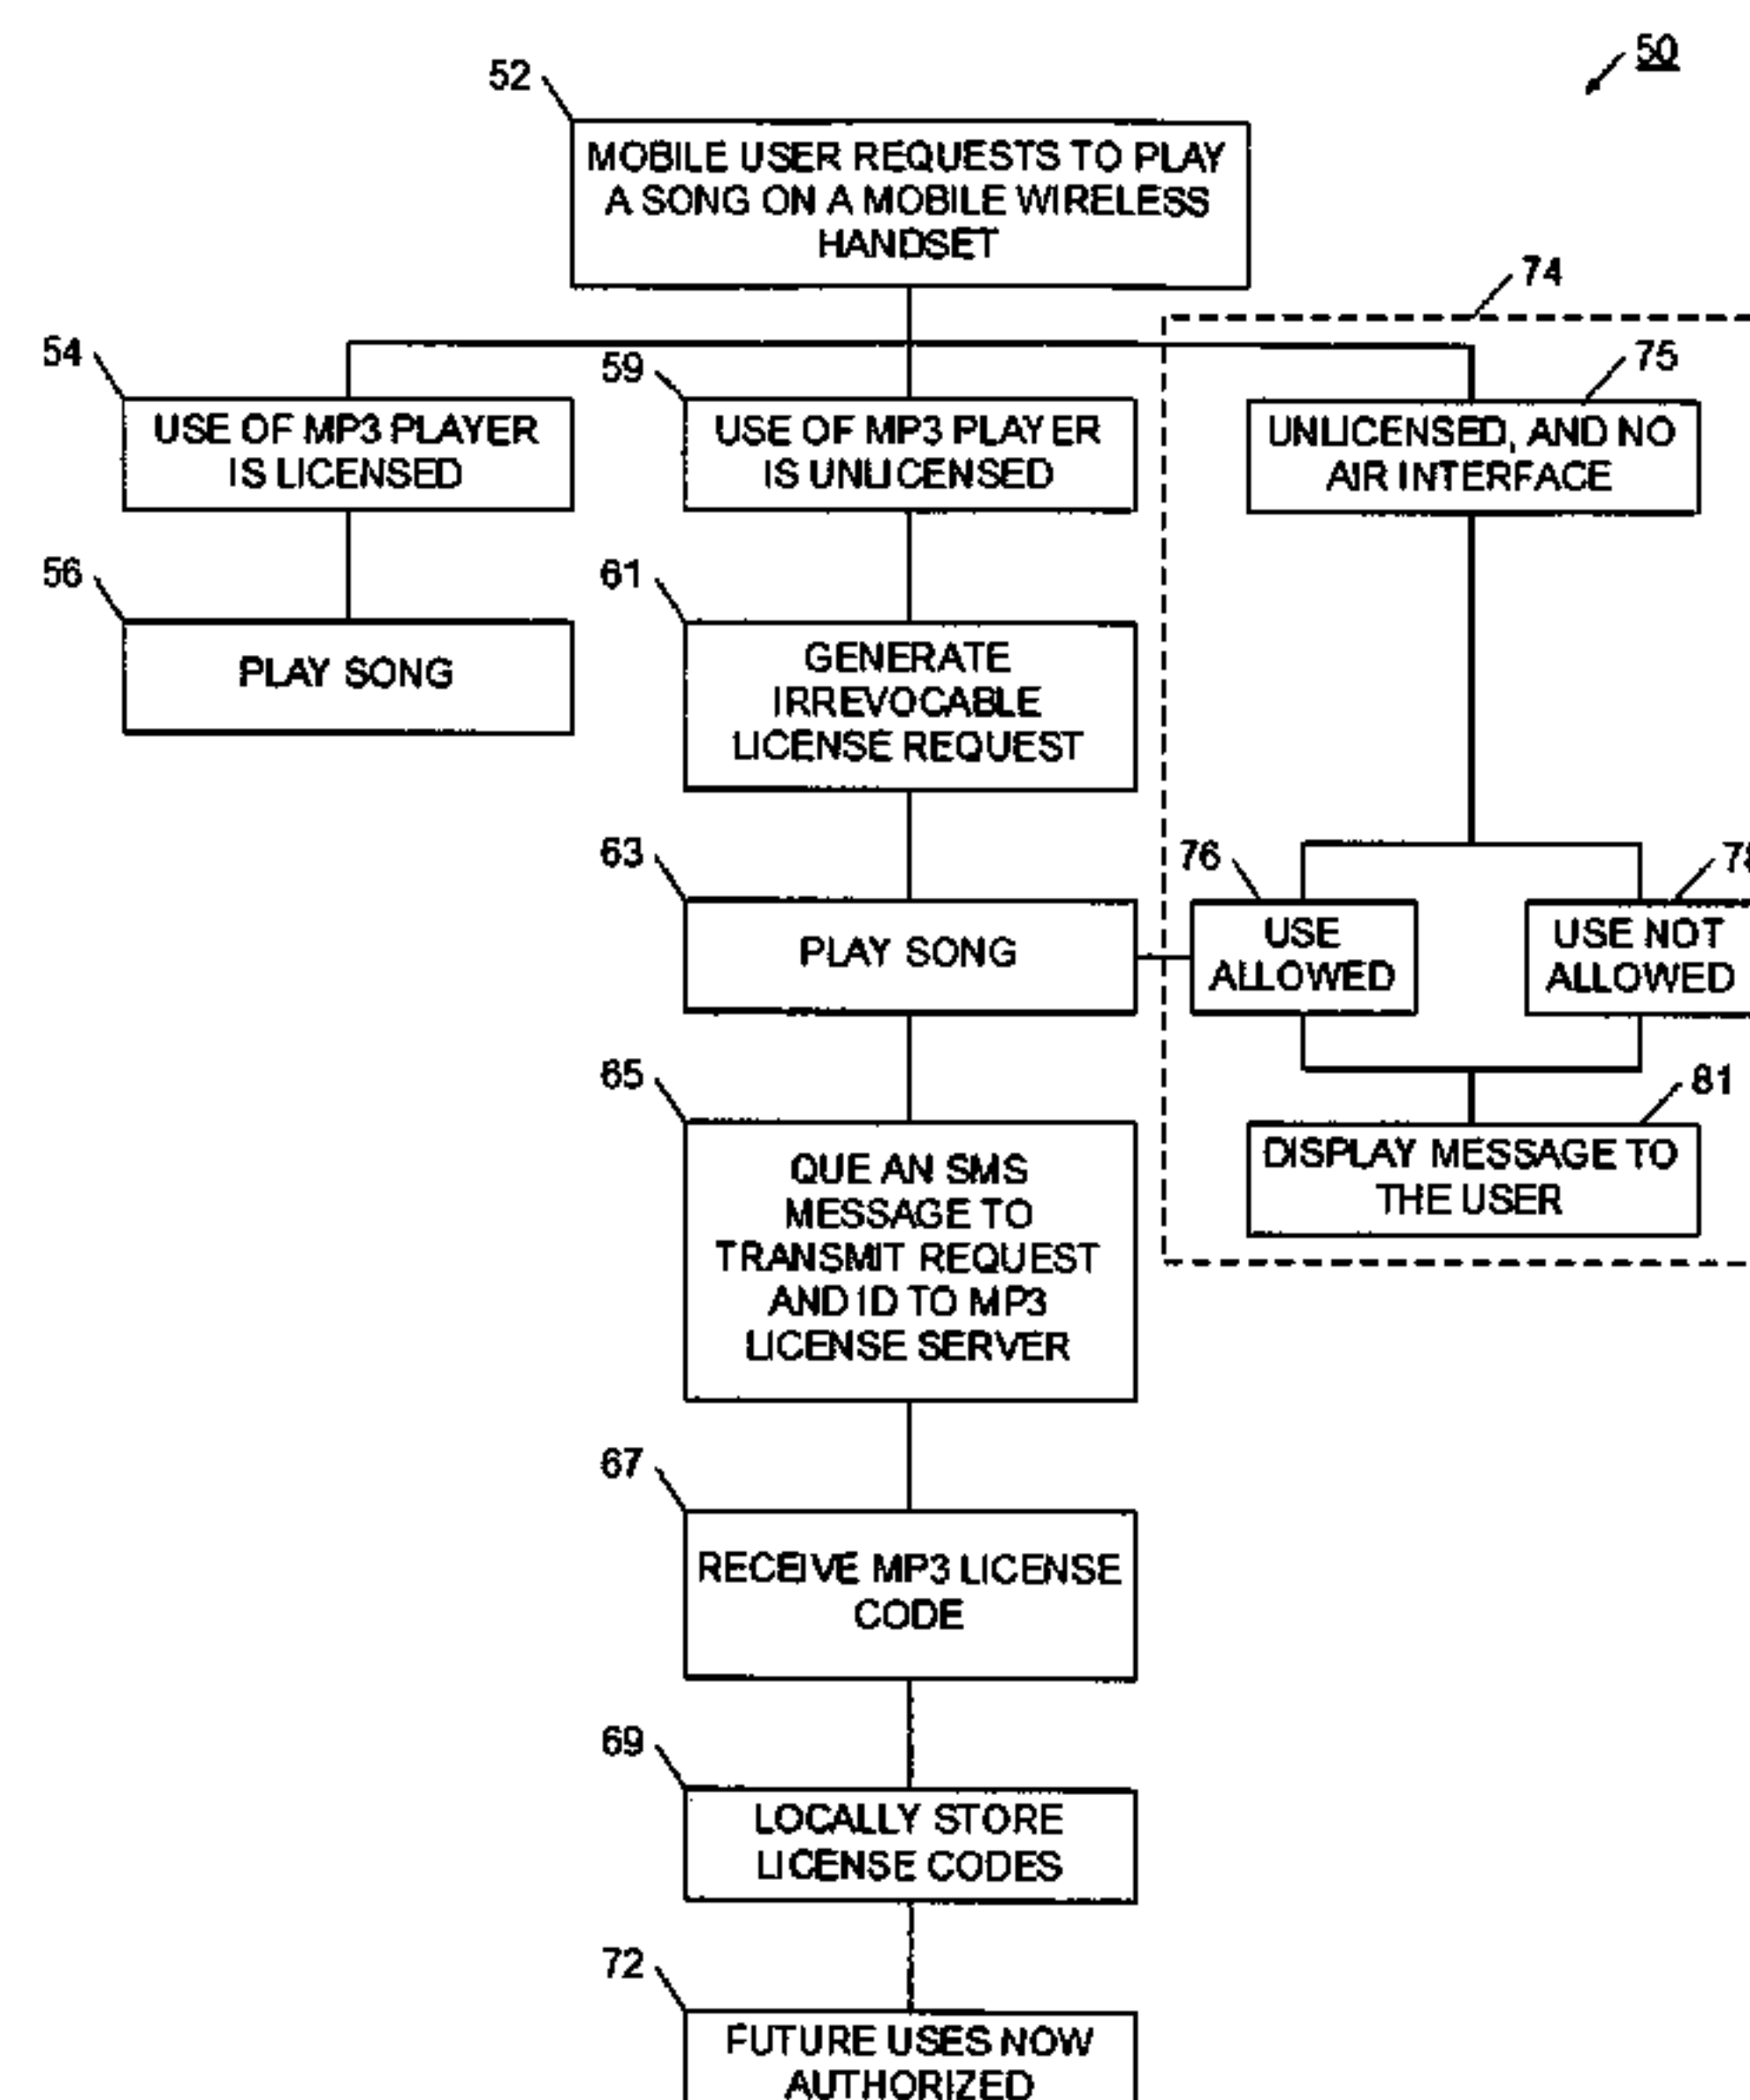 50
52
MOBILE USER REQUESTS TO PLAY
A SONG ON A MOBILE WIRELESS
HANDSET
74
54
USE OF MP3 PLAYER
IS LICENSED
59
USE OF MP3 PLAYER
IS UNLICENSED
75
UNLICENSED, AND NO
AIR INTERFACE
56
PLAY SONG
61
GENERATE
IRREVOCABLE
LICENSE REQUEST
63
PLAY SONG
76
USE
ALLOWED
USE NOT
ALLOWED
65
QUE AN SMS
MESSAGE TO
TRANSMIT REQUEST
AND ID TO MP3
LICENSE SERVER
81
DISPLAY MESSAGE TO
THE USER
67
RECEIVE MP3 LICENSE
CODE
69
LOCALLY STORE
LICENSE CODES
72
FUTURE USES NOW
AUTHORIZED